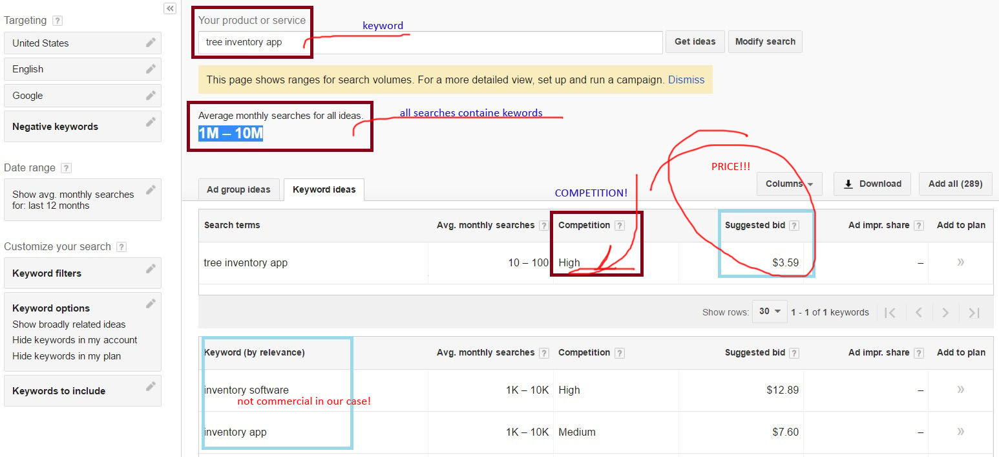 Targeting ?
United States
English
Google
Negative keywords
Date range ?
Show avg. monthly searches
for: last 12 months
Customize your search ?
Keyword filters
Keyword options
Show broadly related ideas
Hide keywords in my account
Hide keywords in my plan
Keywords to include
Your product or service
keyword
tree inventory app
Get ideas
Modify search
This page shows ranges for search volumes. For a more detailed view, set up and run a campaign. Dismiss
Average monthly searches for all ideas.
all searches containe kewords
1M – 10M
PRICE!!!
COMPETITION!
Ad group ideas
Keyword ideas
Columns
Download
Add all (289)
Search terms Avg. monthly searches ? Competition ? Suggested bid ? Ad impr. share ? Add to plan
tree inventory app 10 – 100 High $3.59 – »
Show rows: 30 1 - 1 of 1 keywords
Keyword (by relevance) Avg. monthly searches ? Competition ? Suggested bid ? Ad impr. share ? Add to plan
inventory software 1K – 10K High $12.89 – »
not commercial in our case!
inventory app 1K – 10K Medium $7.60 – »